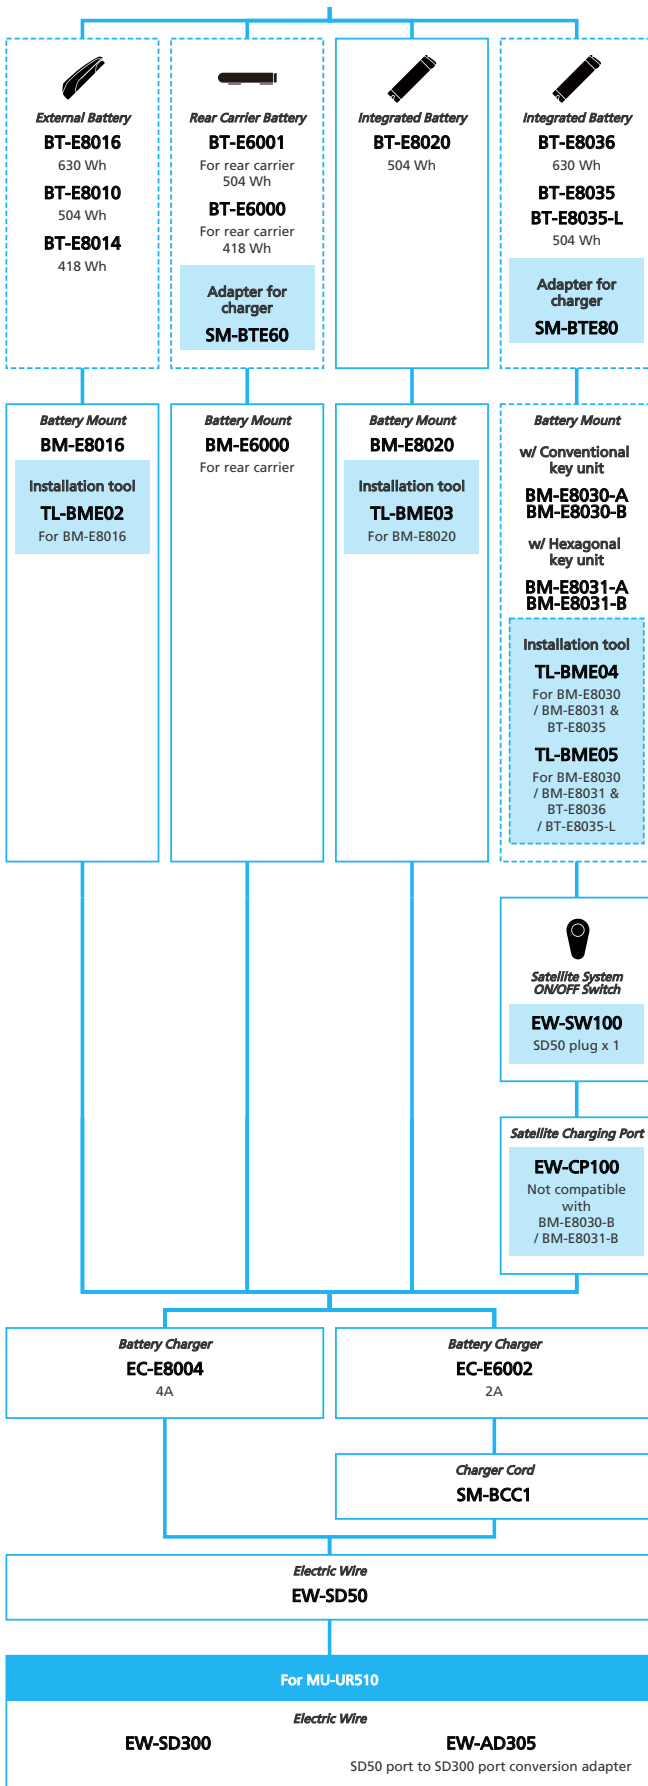 External Battery
BT-E8016
630 Wh
BT-E8010
504 Wh
BT-E8014
418 Wh
Rear Carrier Battery
BT-E6001
For rear carrier
504 Wh
BT-E6000
For rear carrier
418 Wh
Adapter for
charger
SM-BTE60
Integrated Battery
BT-E8020
504 Wh
Integrated Battery
BT-E8036
630 Wh
BT-E8035
BT-E8035-L
504 Wh
Adapter for
charger
SM-BTE80
Battery Mount
BM-E8016
Installation tool
TL-BME02
For BM-E8016
Battery Mount
BM-E6000
For rear carrier
Battery Mount
BM-E8020
Installation tool
TL-BME03
For BM-E8020
Battery Mount
w/ Conventional
key unit
BM-E8030-A
BM-E8030-B
w/ Hexagonal
key unit
BM-E8031-A
BM-E8031-B
Installation tool
TL-BME04
For BM-E8030
/ BM-E8031 &
BT-E8035
TL-BME05
For BM-E8030
/ BM-E8031 &
BT-E8036
/ BT-E8035-L
Satellite System
ON/OFF Switch
EW-SW100
SD50 plug x 1
Satellite Charging Port
EW-CP100
Not compatible
with
BM-E8030-B
/ BM-E8031-B
Battery Charger
EC-E8004
4A
Battery Charger
EC-E6002
2A
Charger Cord
SM-BCC1
Electric Wire
EW-SD50
For MU-UR510
Electric Wire
EW-SD300
EW-AD305
SD50 port to SD300 port conversion adapter